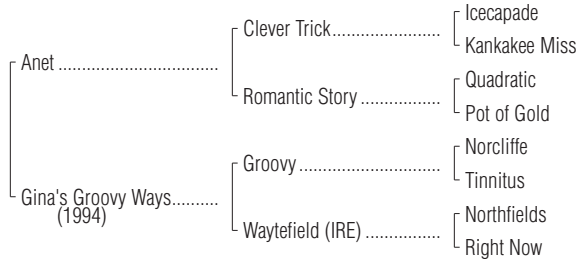 Icecapade
Clever Trick
Kankakee Miss
Anet
Quadratic
Romantic Story
Pot of Gold
Norcliffe
Groovy
Tinnitus
Gina's Groovy Ways
(1994)
Northfields
Waytefield (IRE)
Right Now